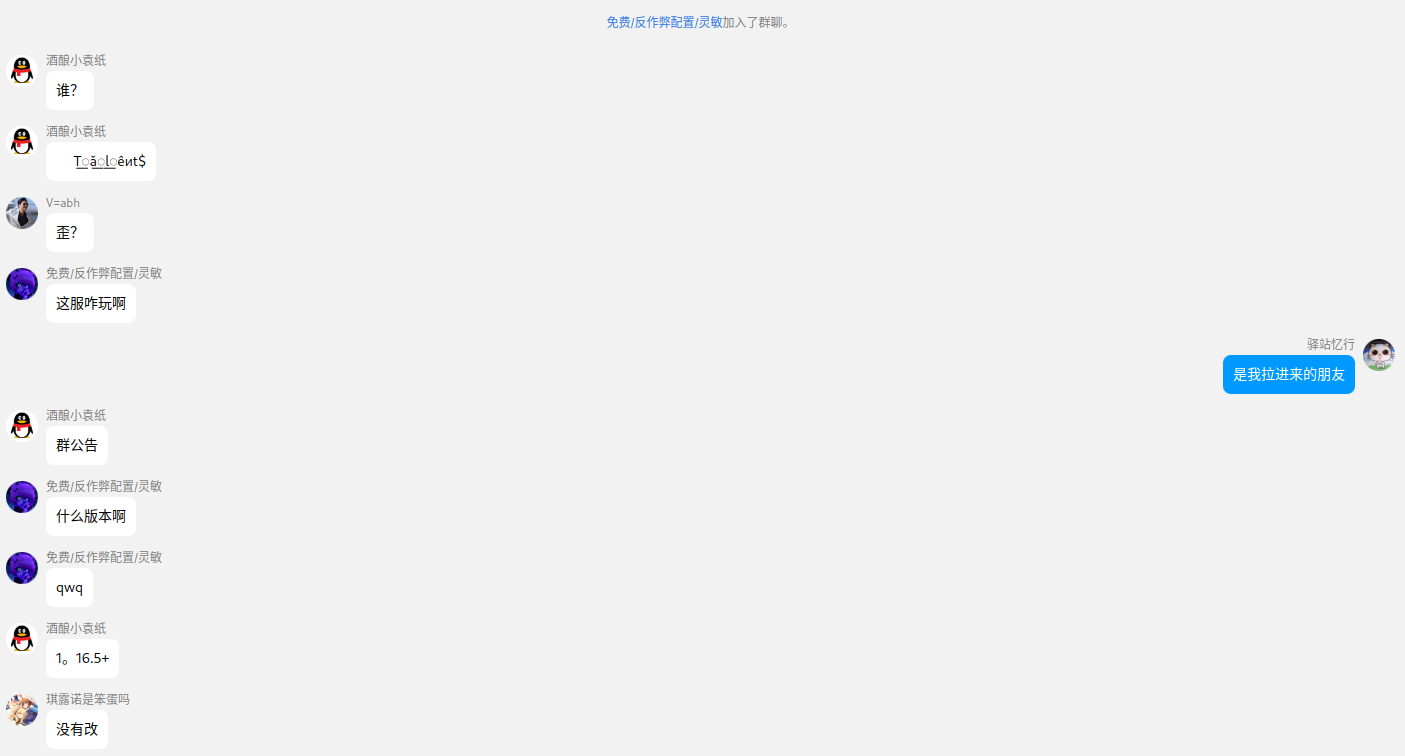 免费/反作弊配置/灵敏加入了群聊。
酒酿小袁纸
谁？
酒酿小袁纸
T͟ːǎ͟ːl͟ːêиt$
V=abh
歪？
免费/反作弊配置/灵敏
这服咋玩啊
驿站忆行
是我拉进来的朋友
酒酿小袁纸
群公告
免费/反作弊配置/灵敏
什么版本啊
免费/反作弊配置/灵敏
qwq
酒酿小袁纸
1。16.5+
琪露诺是笨蛋吗
没有改